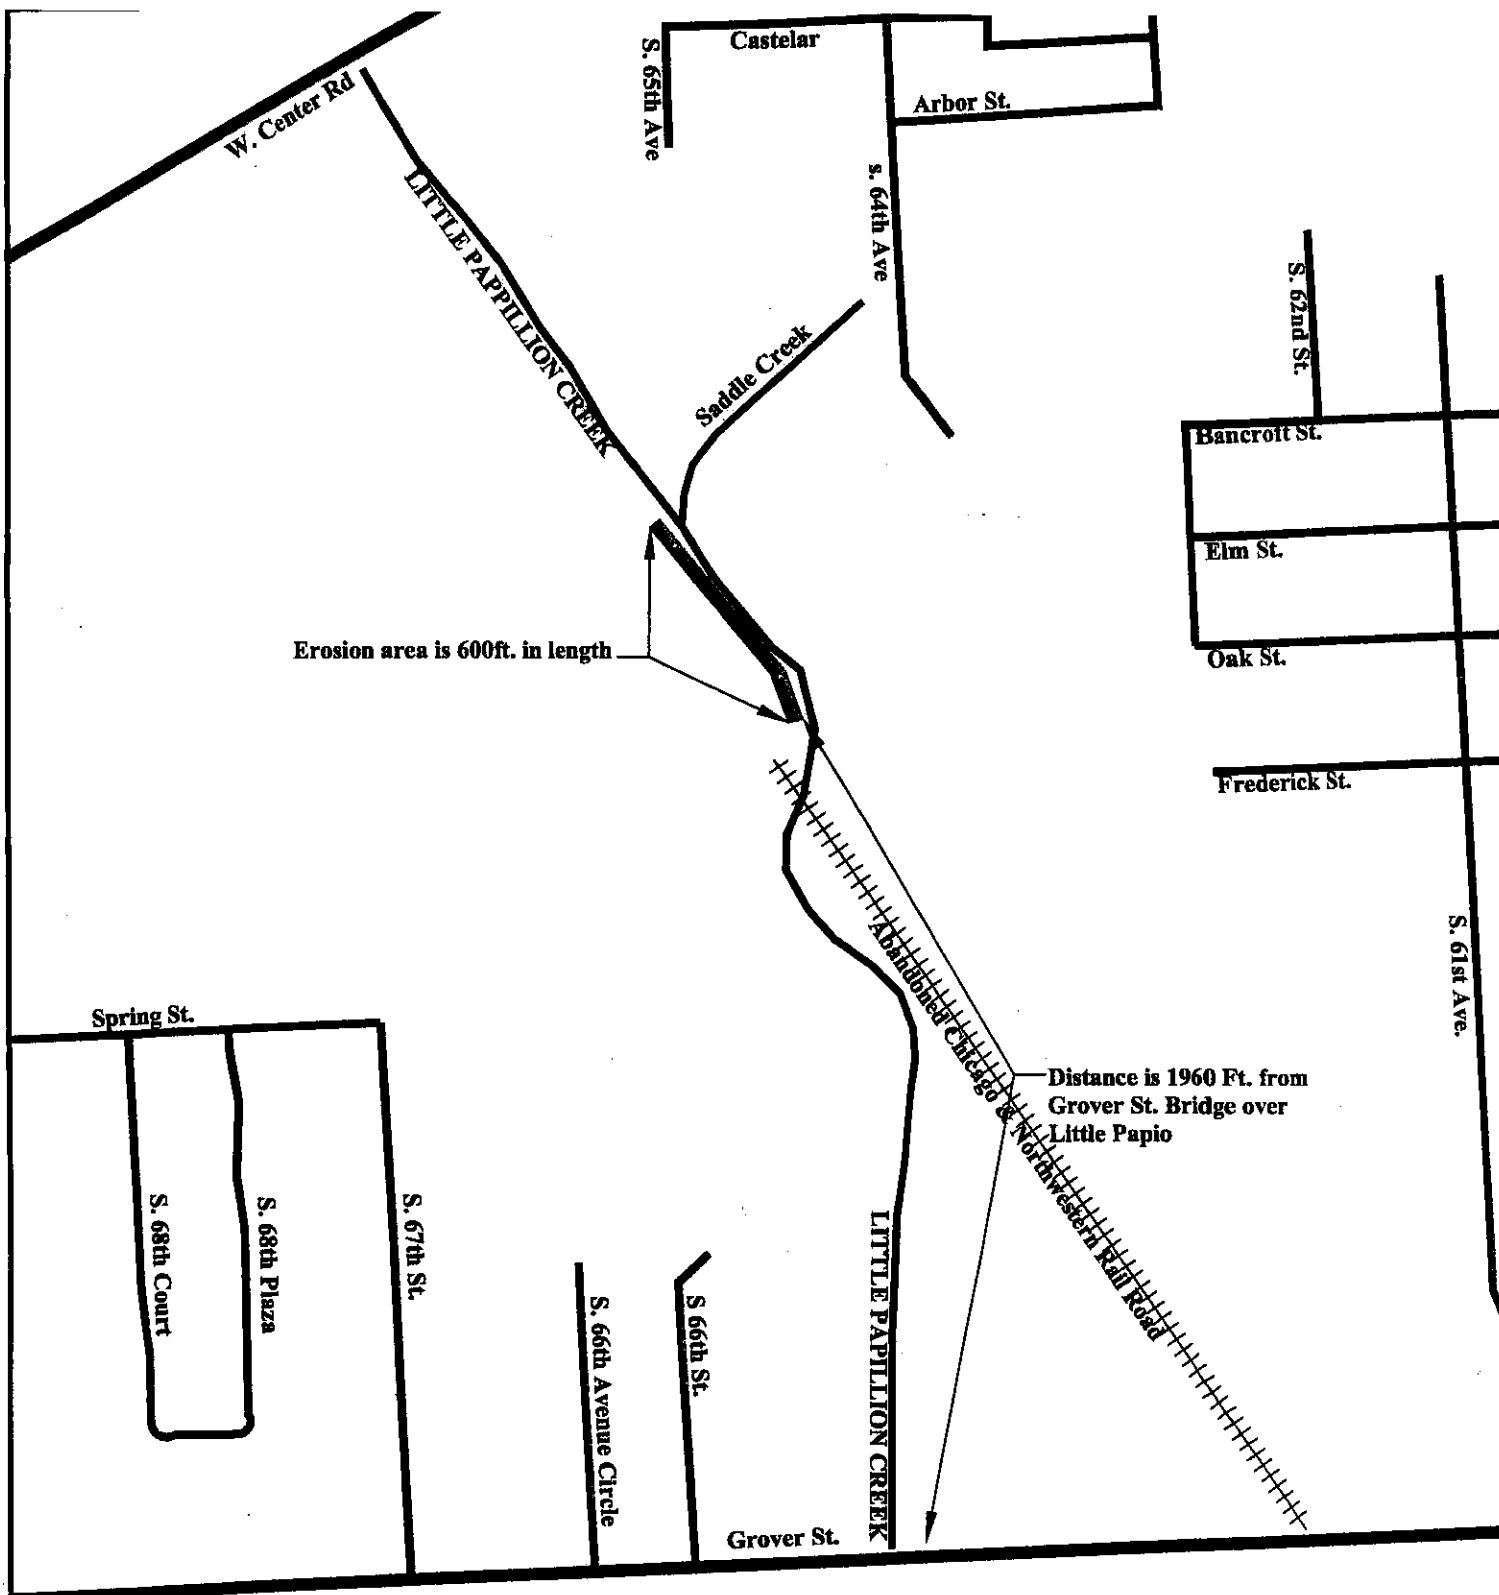 Castelar
S. 65th Ave
W. Center Rd
Arbor St.
s. 64th Ave
LITTLE PAPPILLION CREEK
S. 62nd St.
Saddle Creek
Bancroft St.
Elm St.
Erosion area is 600ft. in length
Oak St.
Frederick St.
S. 61st Ave.
Abandoned Chicago & Northwestern Rail Road
Spring St.
Distance is 1960 Ft. from
Grover St. Bridge over
Little Papio
S. 68th Court
S. 68th Plaza
S. 67th St.
S. 66th Avenue Circle
S 66th St.
LITTLE PAPILLION CREEK
Grover St.